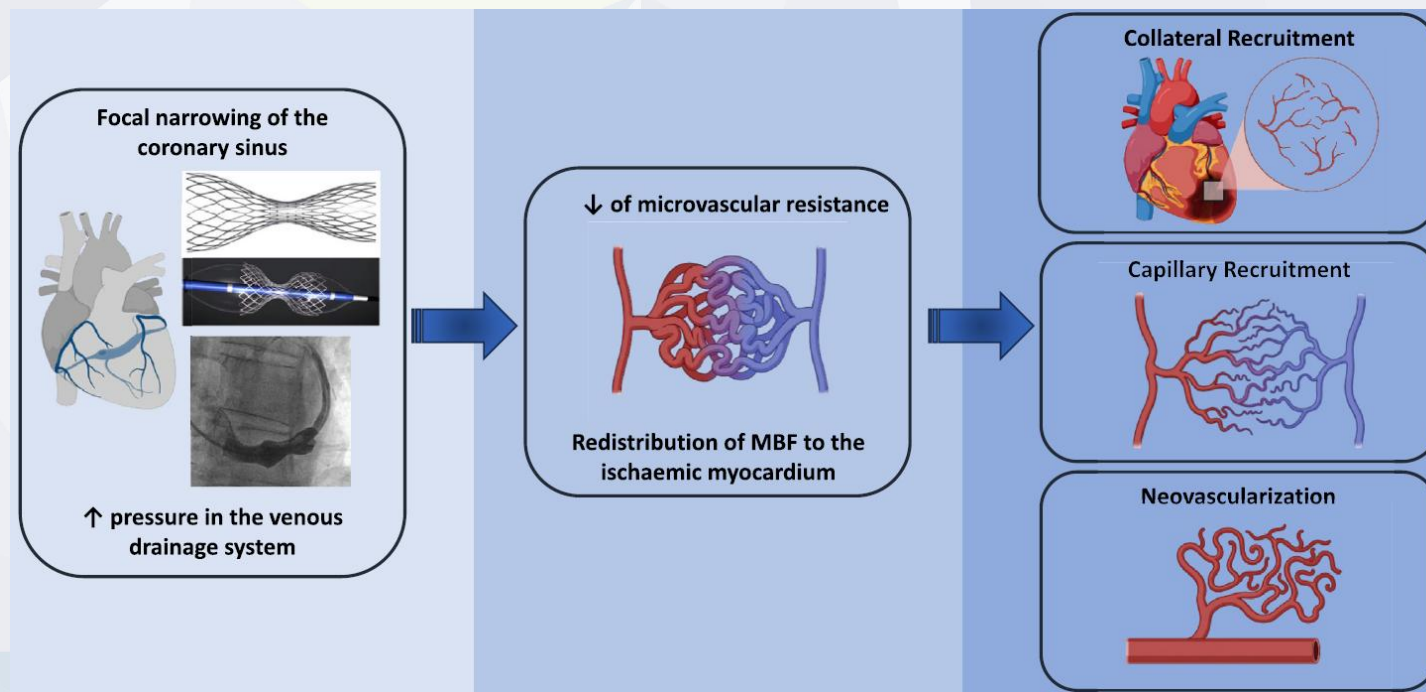 Focal narrowing of the
coronary sinus
↑ pressure in the venous
drainage system
↓ of microvascular resistance
Redistribution of MBF to the
ischaemic myocardium
Collateral Recruitment
Capillary Recruitment
Neovascularization